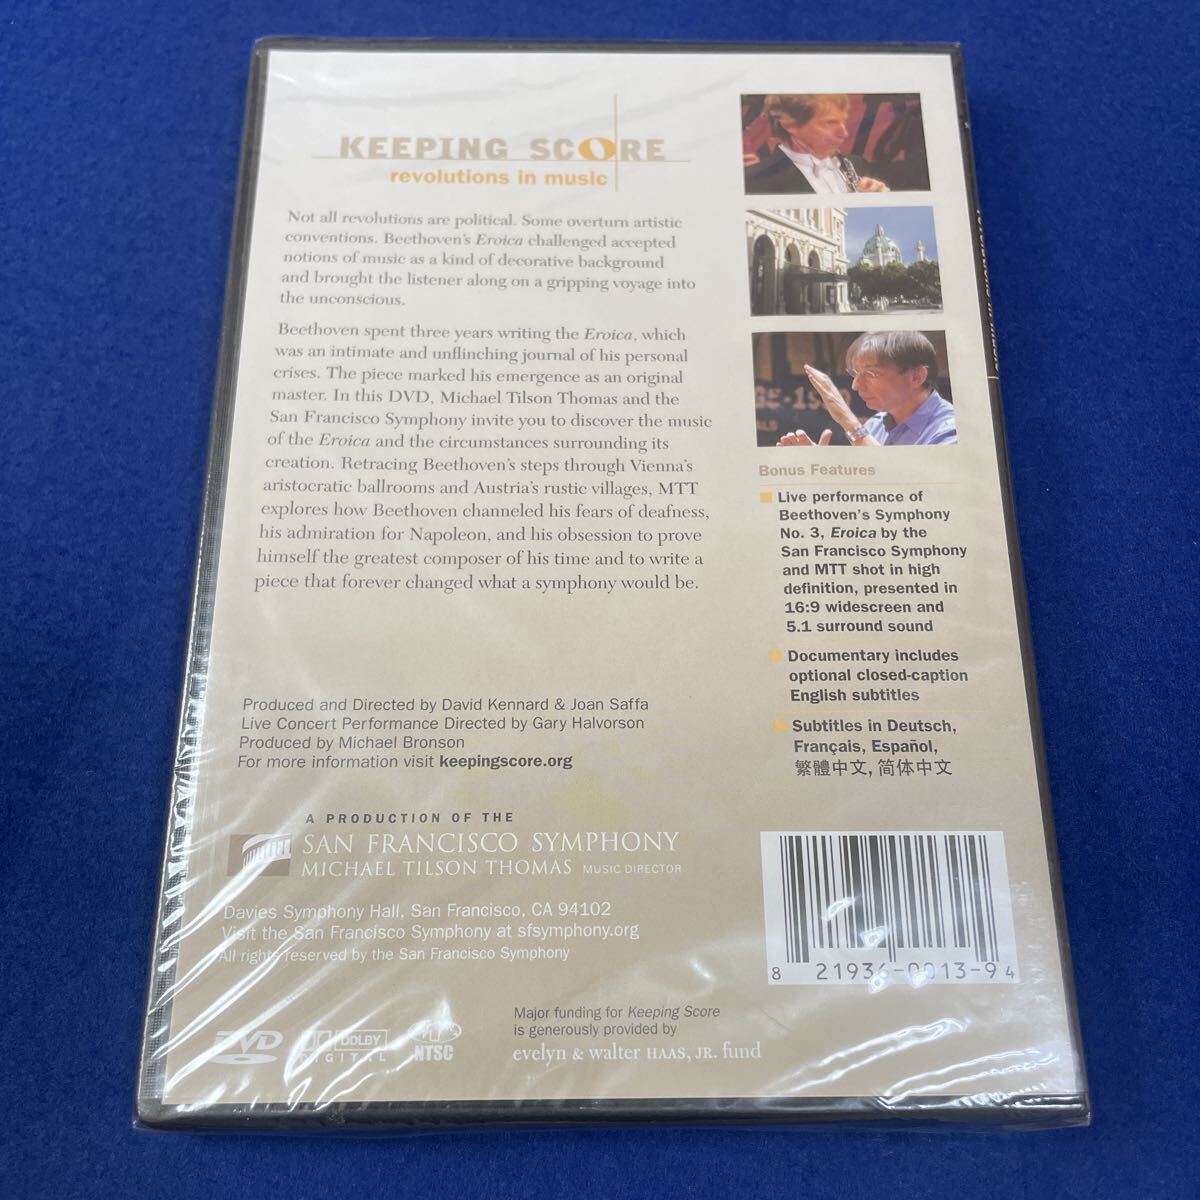 KEEPING SCORE
revolutions in music
Not all revolutions are political. Some overturn artistic
conventions. Beethoven's Eroica challenged accepted
notions of music as a kind of decorative background
and brought the listener along on a gripping voyage into
the unconscious.
Beethoven spent three years writing the Eroica, which
was an intimate and unflinching journal of his personal
crises. The piece marked his emergence as an original
master. In this DVD, Michael Tilson Thomas and the
San Francisco Symphony invite you to discover the music
of the Eroica and the circumstances surrounding its
creation. Retracing Beethoven's steps through Vienna's
aristocratic ballrooms and Austria's rustic villages, MTT
explores how Beethoven channeled his fears of deafness,
his admiration for Napoleon, and his obsession to prove
himself the greatest composer of his time and to write a
piece that forever changed what a symphony would be.
Produced and Directed by David Kennard & Joan Saffa
Live Concert Performance Directed by Gary Halvorson
Produced by Michael Bronson
For more information visit keepingscore.org
A PRODUCTION OF THE
SAN FRANCISCO SYMPHONY
MICHAEL TILSON THOMAS MUSIC DIRECTOR
Davies Symphony Hall, San Francisco, CA 94102
Visit the San Francisco Symphony at sfsymphony.org
All rights reserved by the San Francisco Symphony
DVD
DOLBY
DIGITAL
NTSC
Major funding for Keeping Score
is generously provided by
evelyn & walter HAAS, JR. fund
Bonus Features
Live performance of
Beethoven's Symphony
No. 3, Eroica by the
San Francisco Symphony
and MTT shot in high
definition, presented in
16:9 widescreen and
5.1 surround sound
Documentary includes
optional closed-caption
English subtitles
Subtitles in Deutsch,
Français, Español,
繁體中文, 简体中文
8 21936-0013-9 4